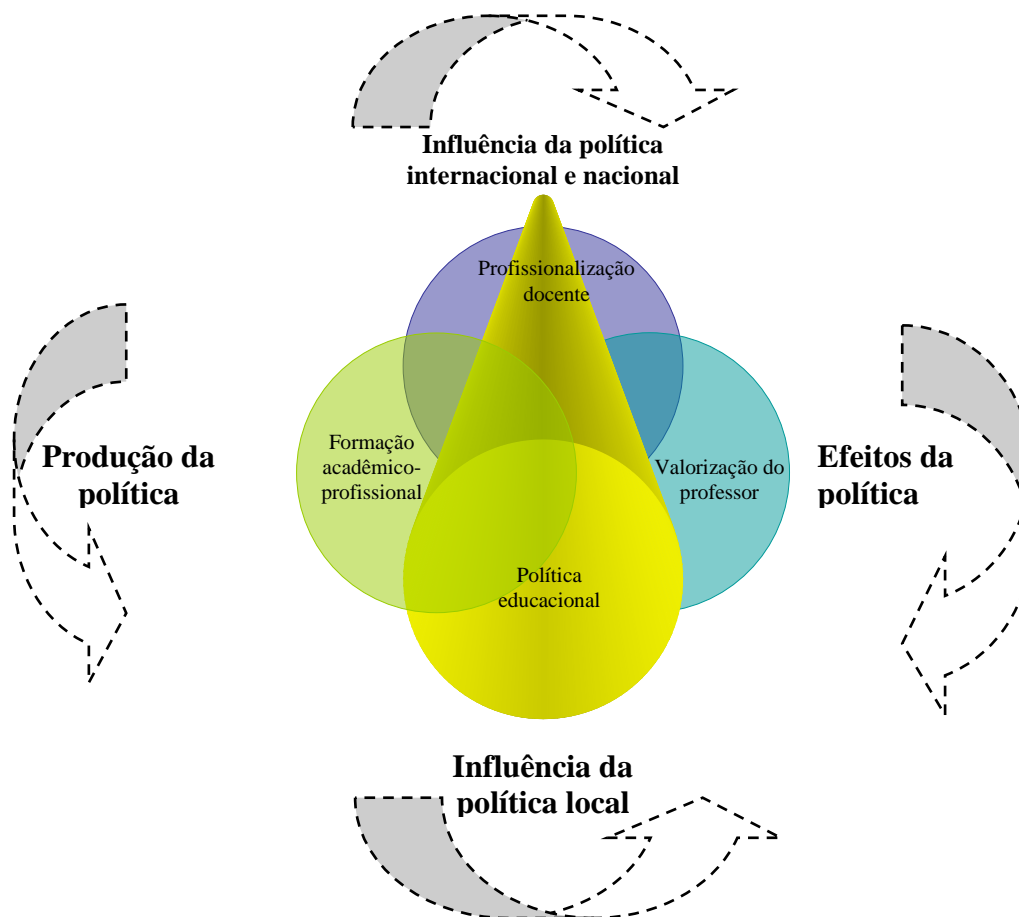 Influência da política
internacional e nacional
Profissionalização
docente
Formação
acadêmico-
profissional
Valorização do
professor
Produção da
política
Efeitos da
política
Política
educacional
Influência da
política local